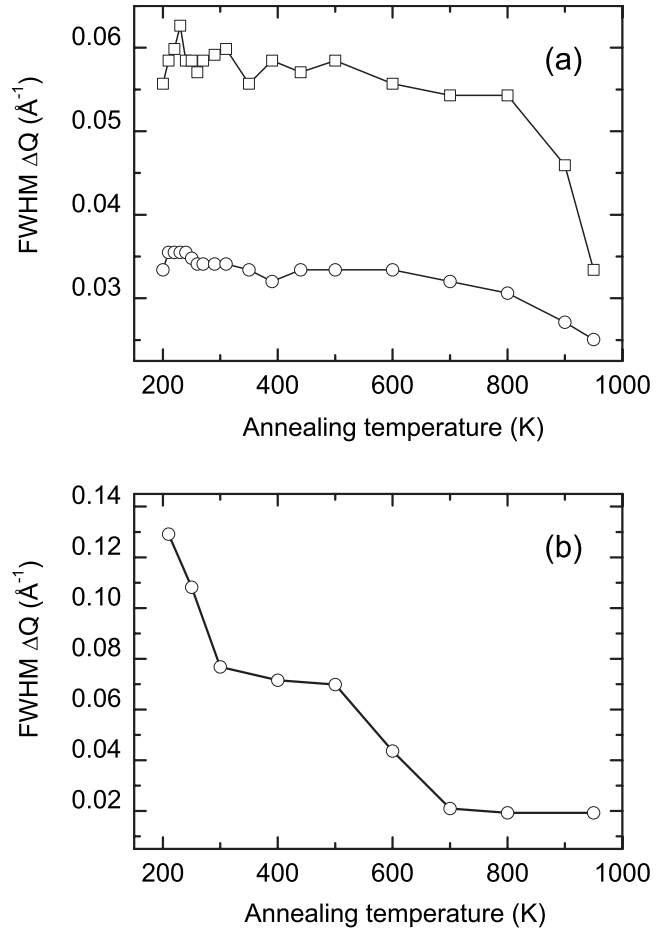 0.06
(a)
0.05
0.04
0.03
FWHM ΔQ (Å⁻¹)
200 400 600 800 1000
Annealing temperature (K)
0.14
(b)
0.12
0.10
0.08
0.06
0.04
0.02
FWHM ΔQ (Å⁻¹)
200 400 600 800 1000
Annealing temperature (K)